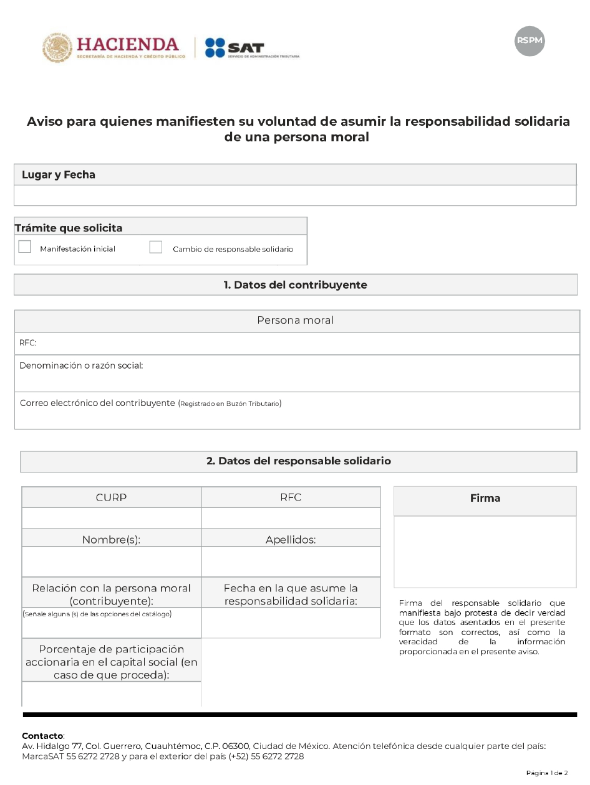 HACIENDA
SECRETARÍA DE HACIENDA Y CRÉDITO PÚBLICO
SAT
SERVICIO DE ADMINISTRACIÓN TRIBUTARIA
RSPM
Aviso para quienes manifiesten su voluntad de asumir la responsabilidad solidaria
de una persona moral
Lugar y Fecha
Trámite que solicita
Manifestación inicial
Cambio de responsable solidario
1. Datos del contribuyente
Persona moral
RFC:
Denominación o razón social:
Correo electrónico del contribuyente (Registrado en Buzón Tributario)
2. Datos del responsable solidario
CURP
RFC
Firma
Nombre(s):
Apellidos:
Relación con la persona moral
(contribuyente):
(Señale alguna (s) de las opciones del catálogo)
Fecha en la que asume la
responsabilidad solidaria:
Porcentaje de participación
accionaria en el capital social (en
caso de que proceda):
Firma del responsable solidario que
manifiesta bajo protesta de decir verdad
que los datos asentados en el presente
formato son correctos, así como la
veracidad de la información
proporcionada en el presente aviso.
Contacto:
Av. Hidalgo 77, Col. Guerrero, Cuauhtémoc, C.P. 06300, Ciudad de México. Atención telefónica desde cualquier parte del país:
MarcaSAT 55 6272 2728 y para el exterior del país (+52) 55 6272 2728
Página 1 de 2